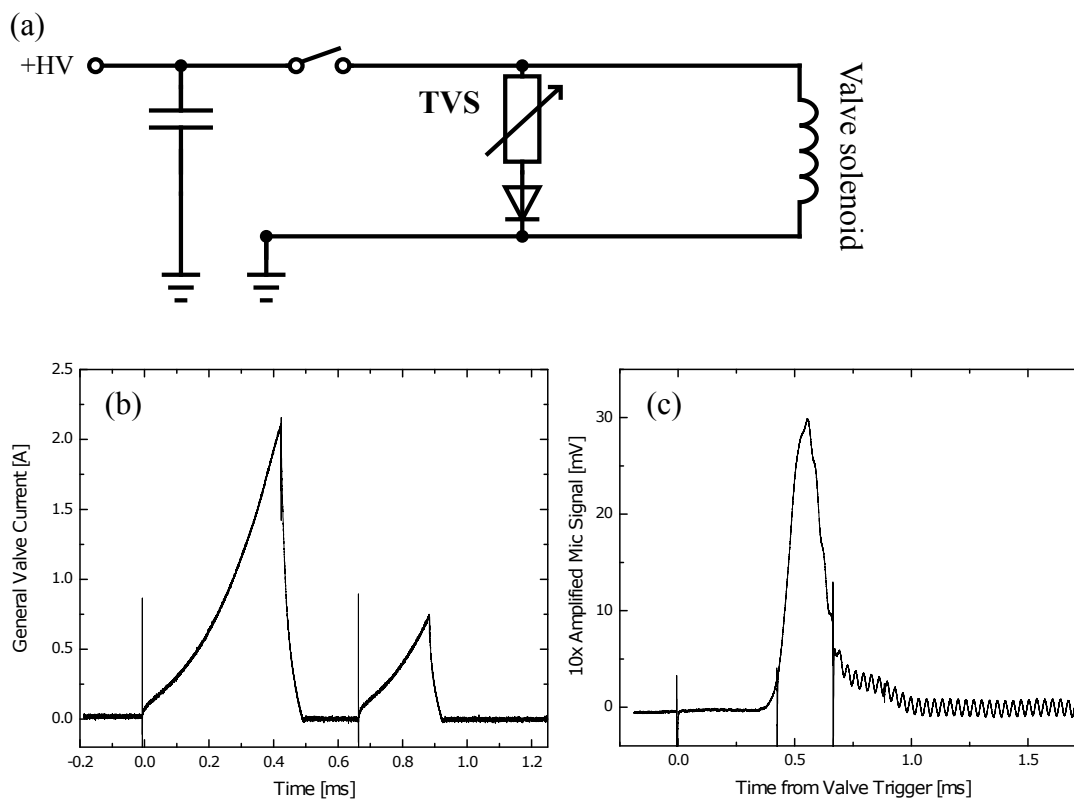 (a)
+HV
TVS
Valve solenoid
(b)
General Valve Current [A]
2.5
2.0
1.5
1.0
0.5
0.0
-0.2 0.0 0.2 0.4 0.6 0.8 1.0 1.2
Time [ms]
(c)
10x Amplified Mic Signal [mV]
30
20
10
0
0.0 0.5 1.0 1.5
Time from Valve Trigger [ms]